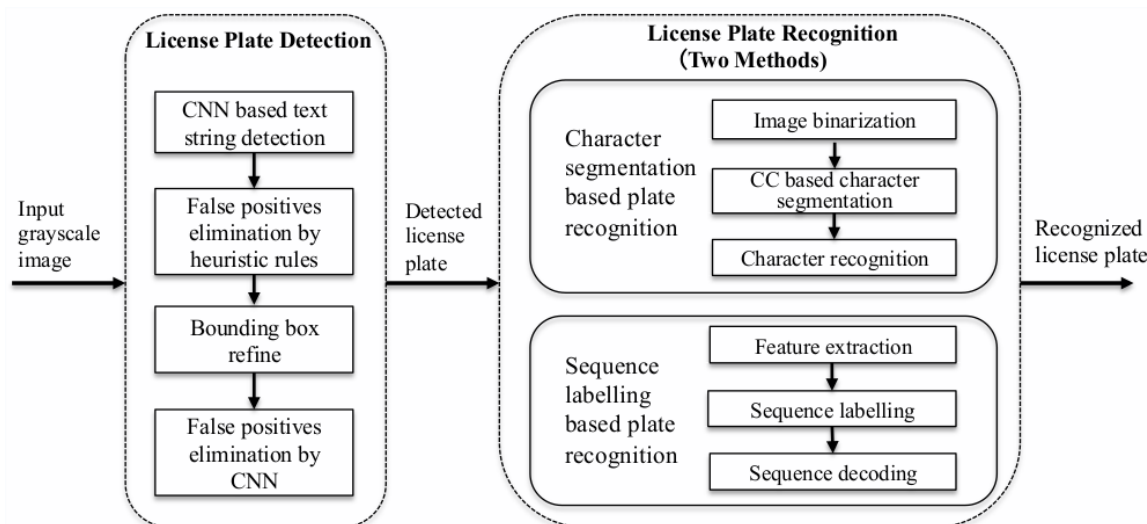 License Plate Detection
CNN based text
string detection
False positives
elimination by
heuristic rules
Bounding box
refine
False positives
elimination by
CNN
Input
grayscale
image
Detected
license
plate
License Plate Recognition
(Two Methods)
Character
segmentation
based plate
recognition
Image binarization
CC based character
segmentation
Character recognition
Sequence
labelling
based plate
recognition
Feature extraction
Sequence labelling
Sequence decoding
Recognized
license plate